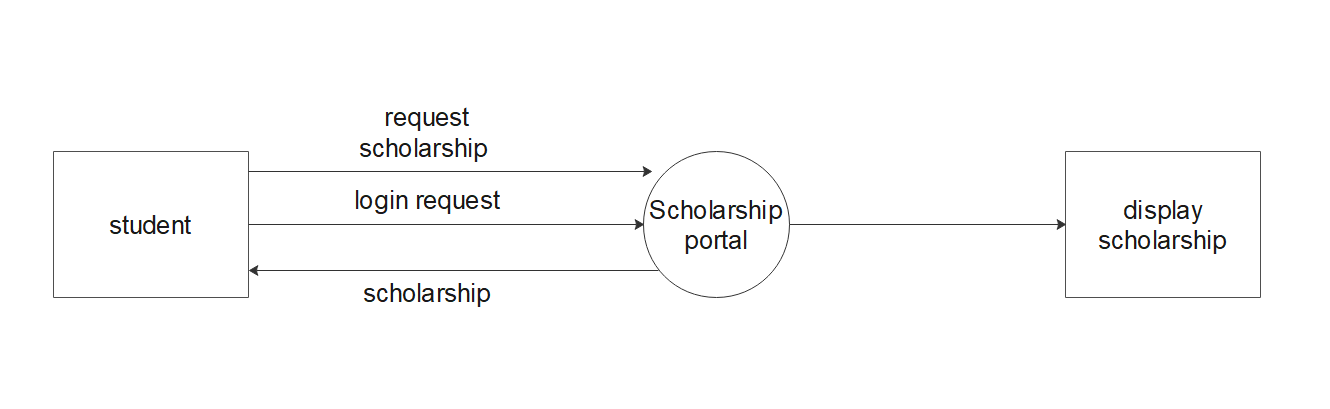 request
scholarship
login request
student
Scholarship
portal
display
scholarship
scholarship